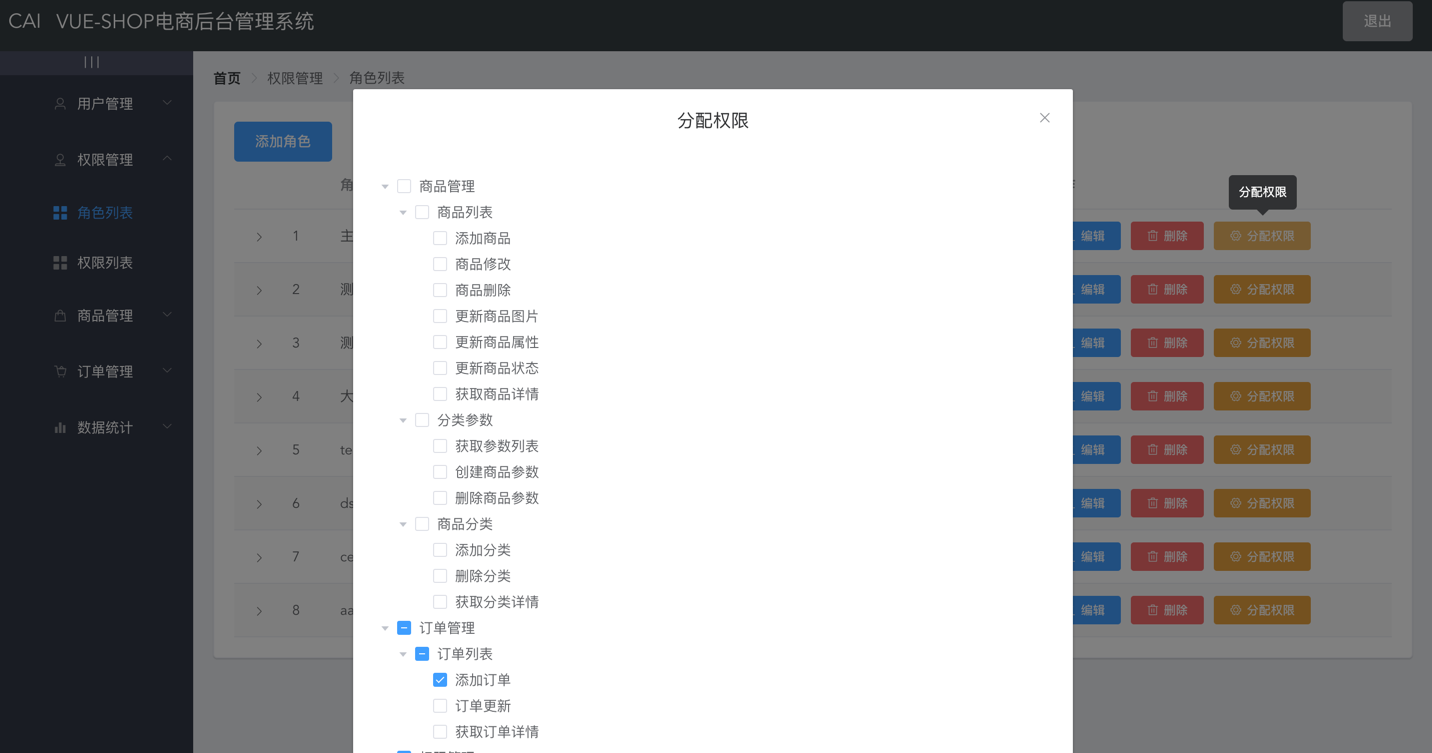 CAI VUE-SHOP电商后台管理系统
退出
|||
用户管理
权限管理
角色列表
权限列表
商品管理
订单管理
数据统计
首页 权限管理 角色列表
添加角色
角
1 主
2 测
3 测
4 大
5 te
6 ds
7 ce
8 aa
分配权限
商品管理
商品列表
添加商品
商品修改
商品删除
更新商品图片
更新商品属性
更新商品状态
获取商品详情
分类参数
获取参数列表
创建商品参数
删除商品参数
商品分类
添加分类
删除分类
获取分类详情
订单管理
订单列表
添加订单
订单更新
获取订单详情
权限管理
分配权限
编辑 删除 分配权限
编辑 删除 分配权限
编辑 删除 分配权限
编辑 删除 分配权限
编辑 删除 分配权限
编辑 删除 分配权限
编辑 删除 分配权限
编辑 删除 分配权限